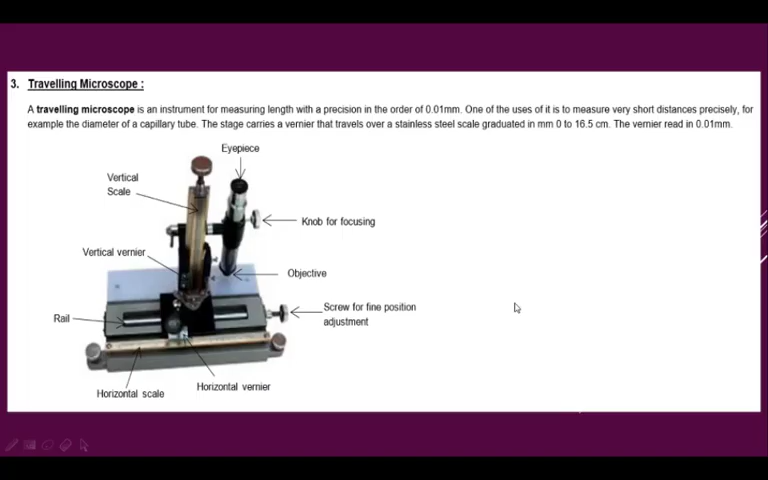 3. Travelling Microscope :
A travelling microscope is an instrument for measuring length with a precision in the order of 0.01mm. One of the uses of it is to measure very short distances precisely, for
example the diameter of a capillary tube. The stage carries a vernier that travels over a stainless steel scale graduated in mm 0 to 16.5 cm. The vernier read in 0.01mm.
Eyepiece
Vertical
Scale
Knob for focusing
Vertical vernier
Objective
Screw for fine position
adjustment
Rail
Horizontal vernier
Horizontal scale